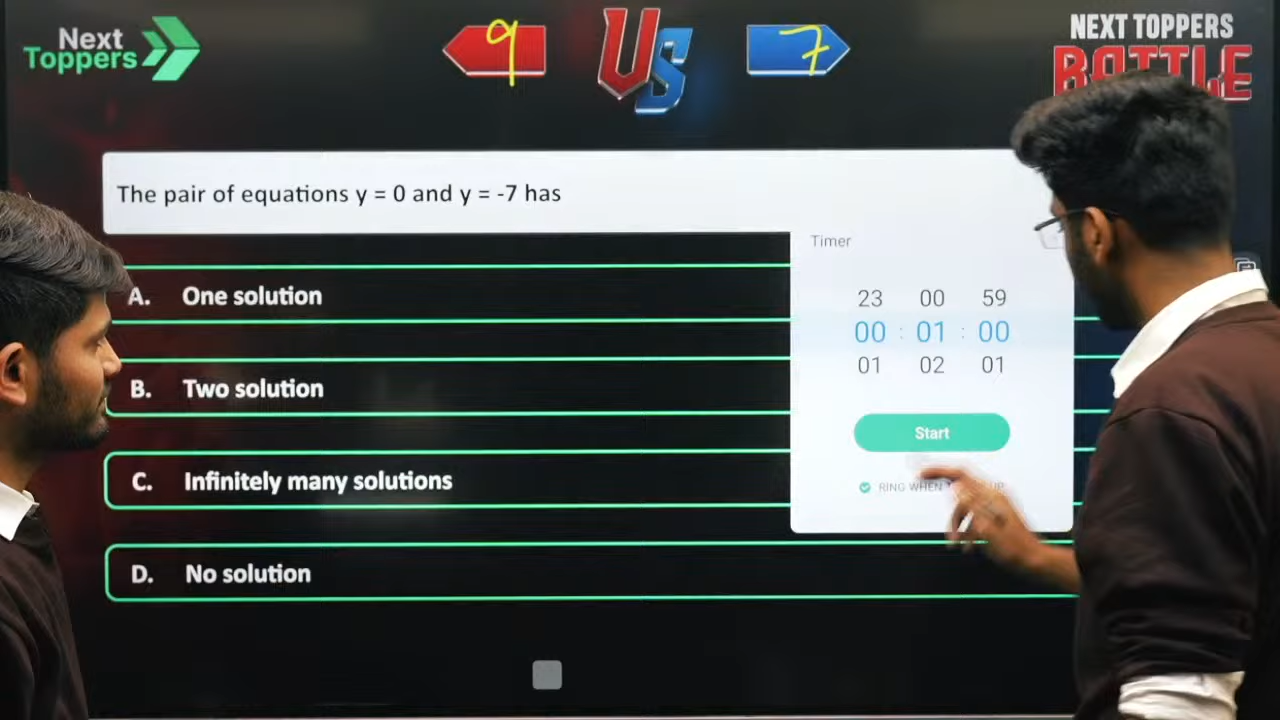 Next
Toppers
9
US
7
NEXT TOPPERS
BATTLE
The pair of equations y = 0 and y = -7 has
Timer
23 00 59
00 : 01 : 00
01 02 01
Start
RING WHEN
A. One solution
B. Two solution
C. Infinitely many solutions
D. No solution